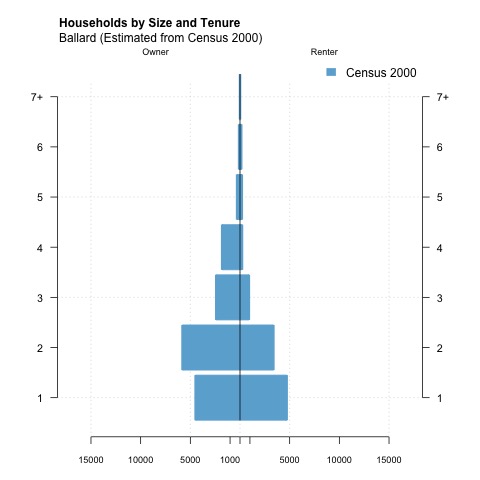 Households by Size and Tenure
Ballard (Estimated from Census 2000)
Owner Renter
Census 2000
7+ 7+
6 6
5 5
4 4
3 3
2 2
1 1
15000 10000 5000 1000 5000 10000 15000